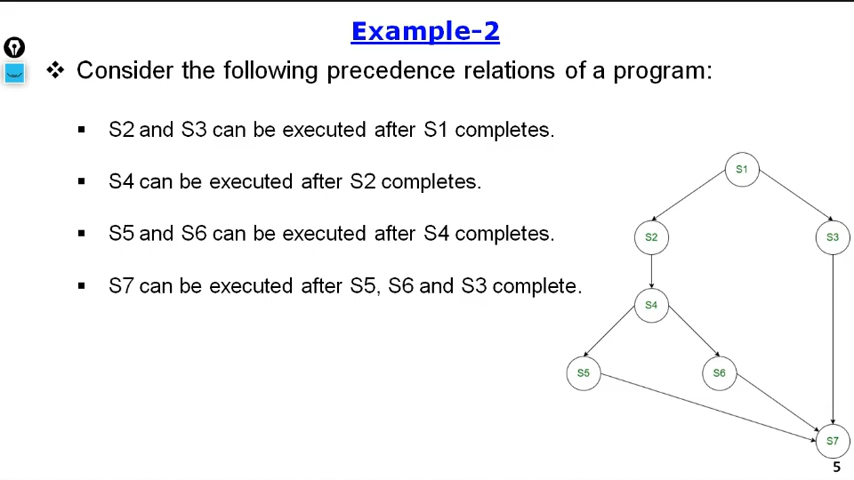 Example-2
❖ Consider the following precedence relations of a program:
▪ S2 and S3 can be executed after S1 completes.
▪ S4 can be executed after S2 completes.
▪ S5 and S6 can be executed after S4 completes.
▪ S7 can be executed after S5, S6 and S3 complete.
S1
S2 S3
S4
S5 S6
S7
5